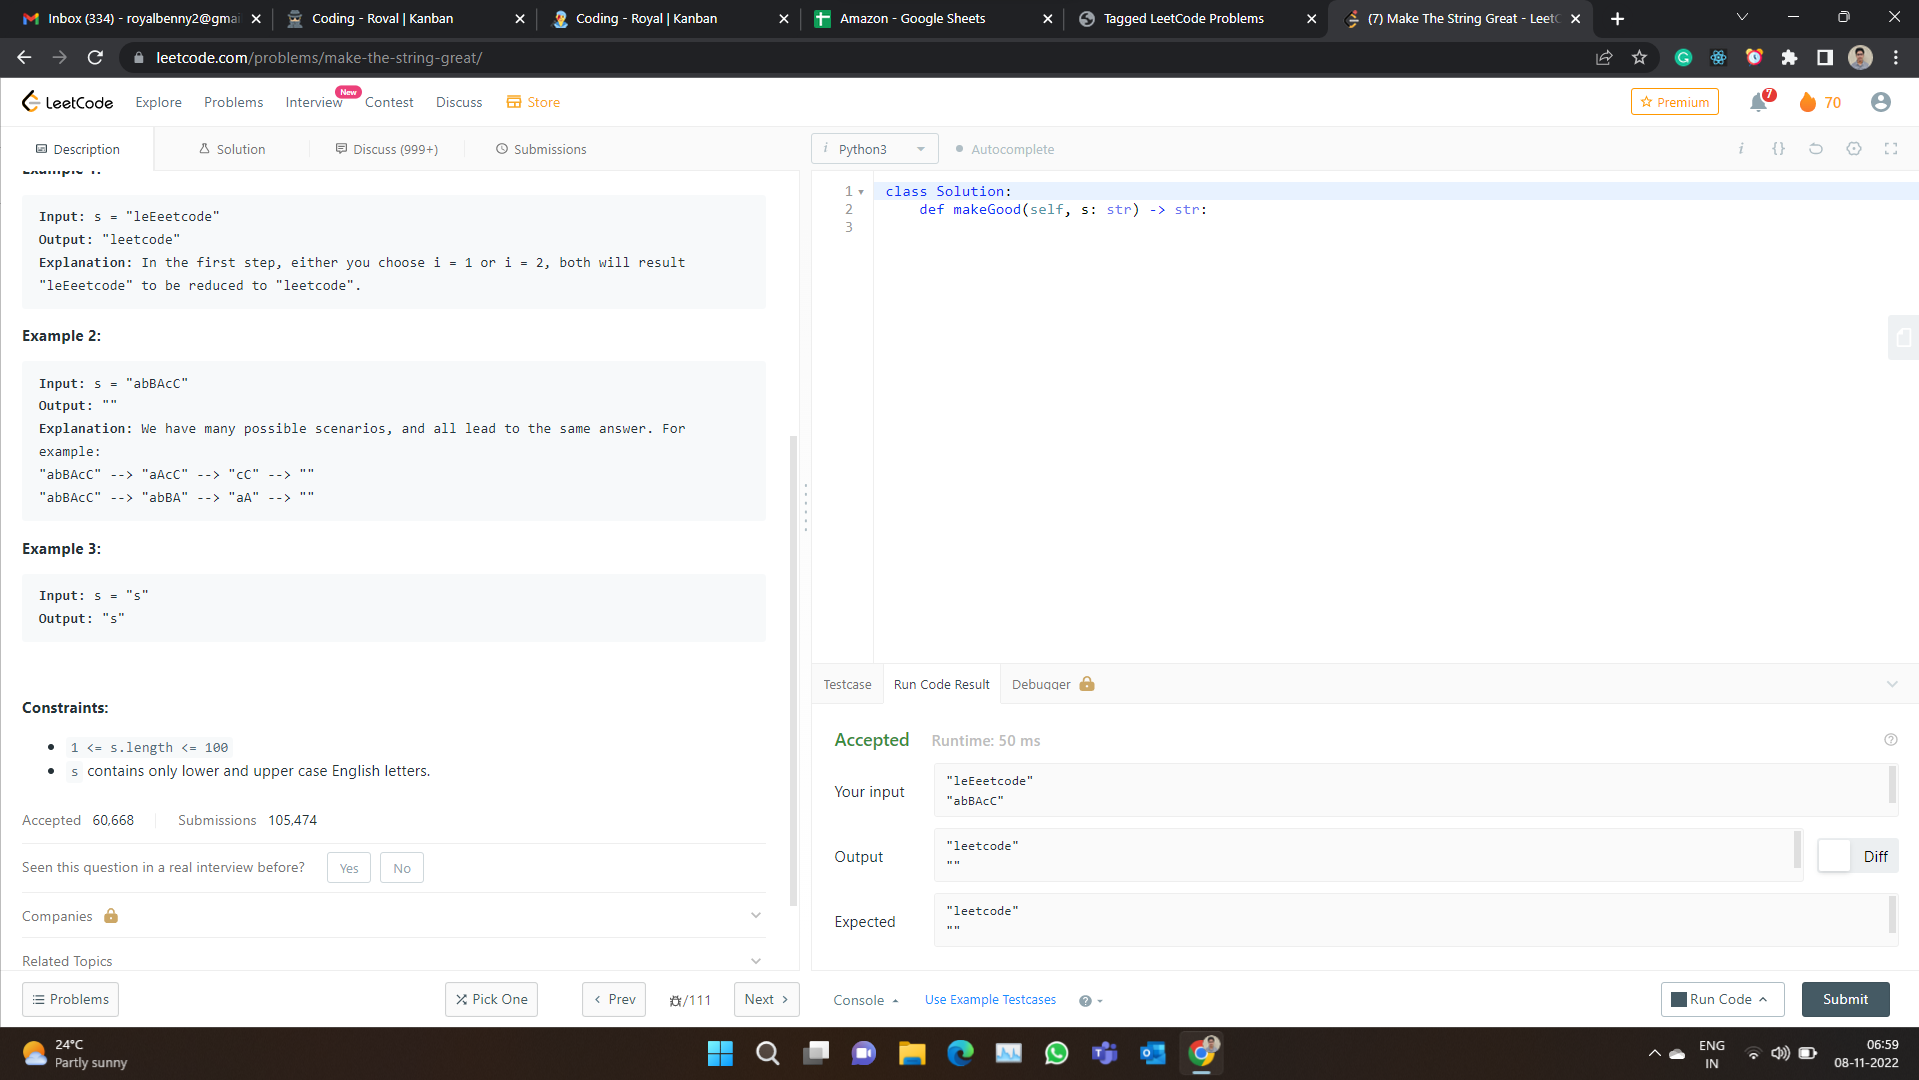 Inbox (334) - royalbenny2@gmai
Coding - Royal | Kanban
Coding - Royal | Kanban
Amazon - Google Sheets
Tagged LeetCode Problems
(7) Make The String Great - LeetC
leetcode.com/problems/make-the-string-great/
LeetCode
Explore
Problems
Interview
New
Contest
Discuss
Store
Premium
7
70
Description
Solution
Discuss (999+)
Submissions
i Python3
Autocomplete
i {}
Example 1:
Input: s = "leEeetcode"
Output: "leetcode"
Explanation: In the first step, either you choose i = 1 or i = 2, both will result
"leEeetcode" to be reduced to "leetcode".
Example 2:
Input: s = "abBAcC"
Output: ""
Explanation: We have many possible scenarios, and all lead to the same answer. For
example:
"abBAcC" --> "aAcC" --> "cC" --> ""
"abBAcC" --> "abBA" --> "aA" --> ""
Example 3:
Input: s = "s"
Output: "s"
Constraints:
1 <= s.length <= 100
s contains only lower and upper case English letters.
Accepted 60,668
Submissions 105,474
Seen this question in a real interview before?
Yes
No
Companies
Related Topics
Problems
Pick One
Prev
/111
Next
1 class Solution:
2 def makeGood(self, s: str) -> str:
3
Testcase
Run Code Result
Debugger
Accepted
Runtime: 50 ms
Your input
"leEeetcode"
"abBAcC"
Output
"leetcode"
""
Diff
Expected
"leetcode"
""
Console
Use Example Testcases
Run Code
Submit
24°C
Partly sunny
ENG
IN
06:59
08-11-2022